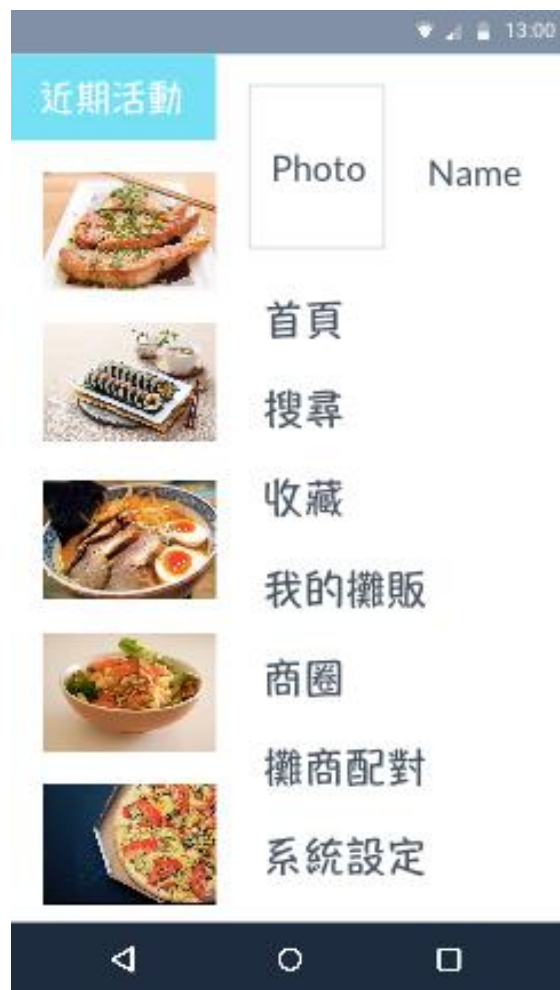 13:00
近期活動
Photo
Name
首頁
搜尋
收藏
我的攤販
商圈
攤商配對
系統設定